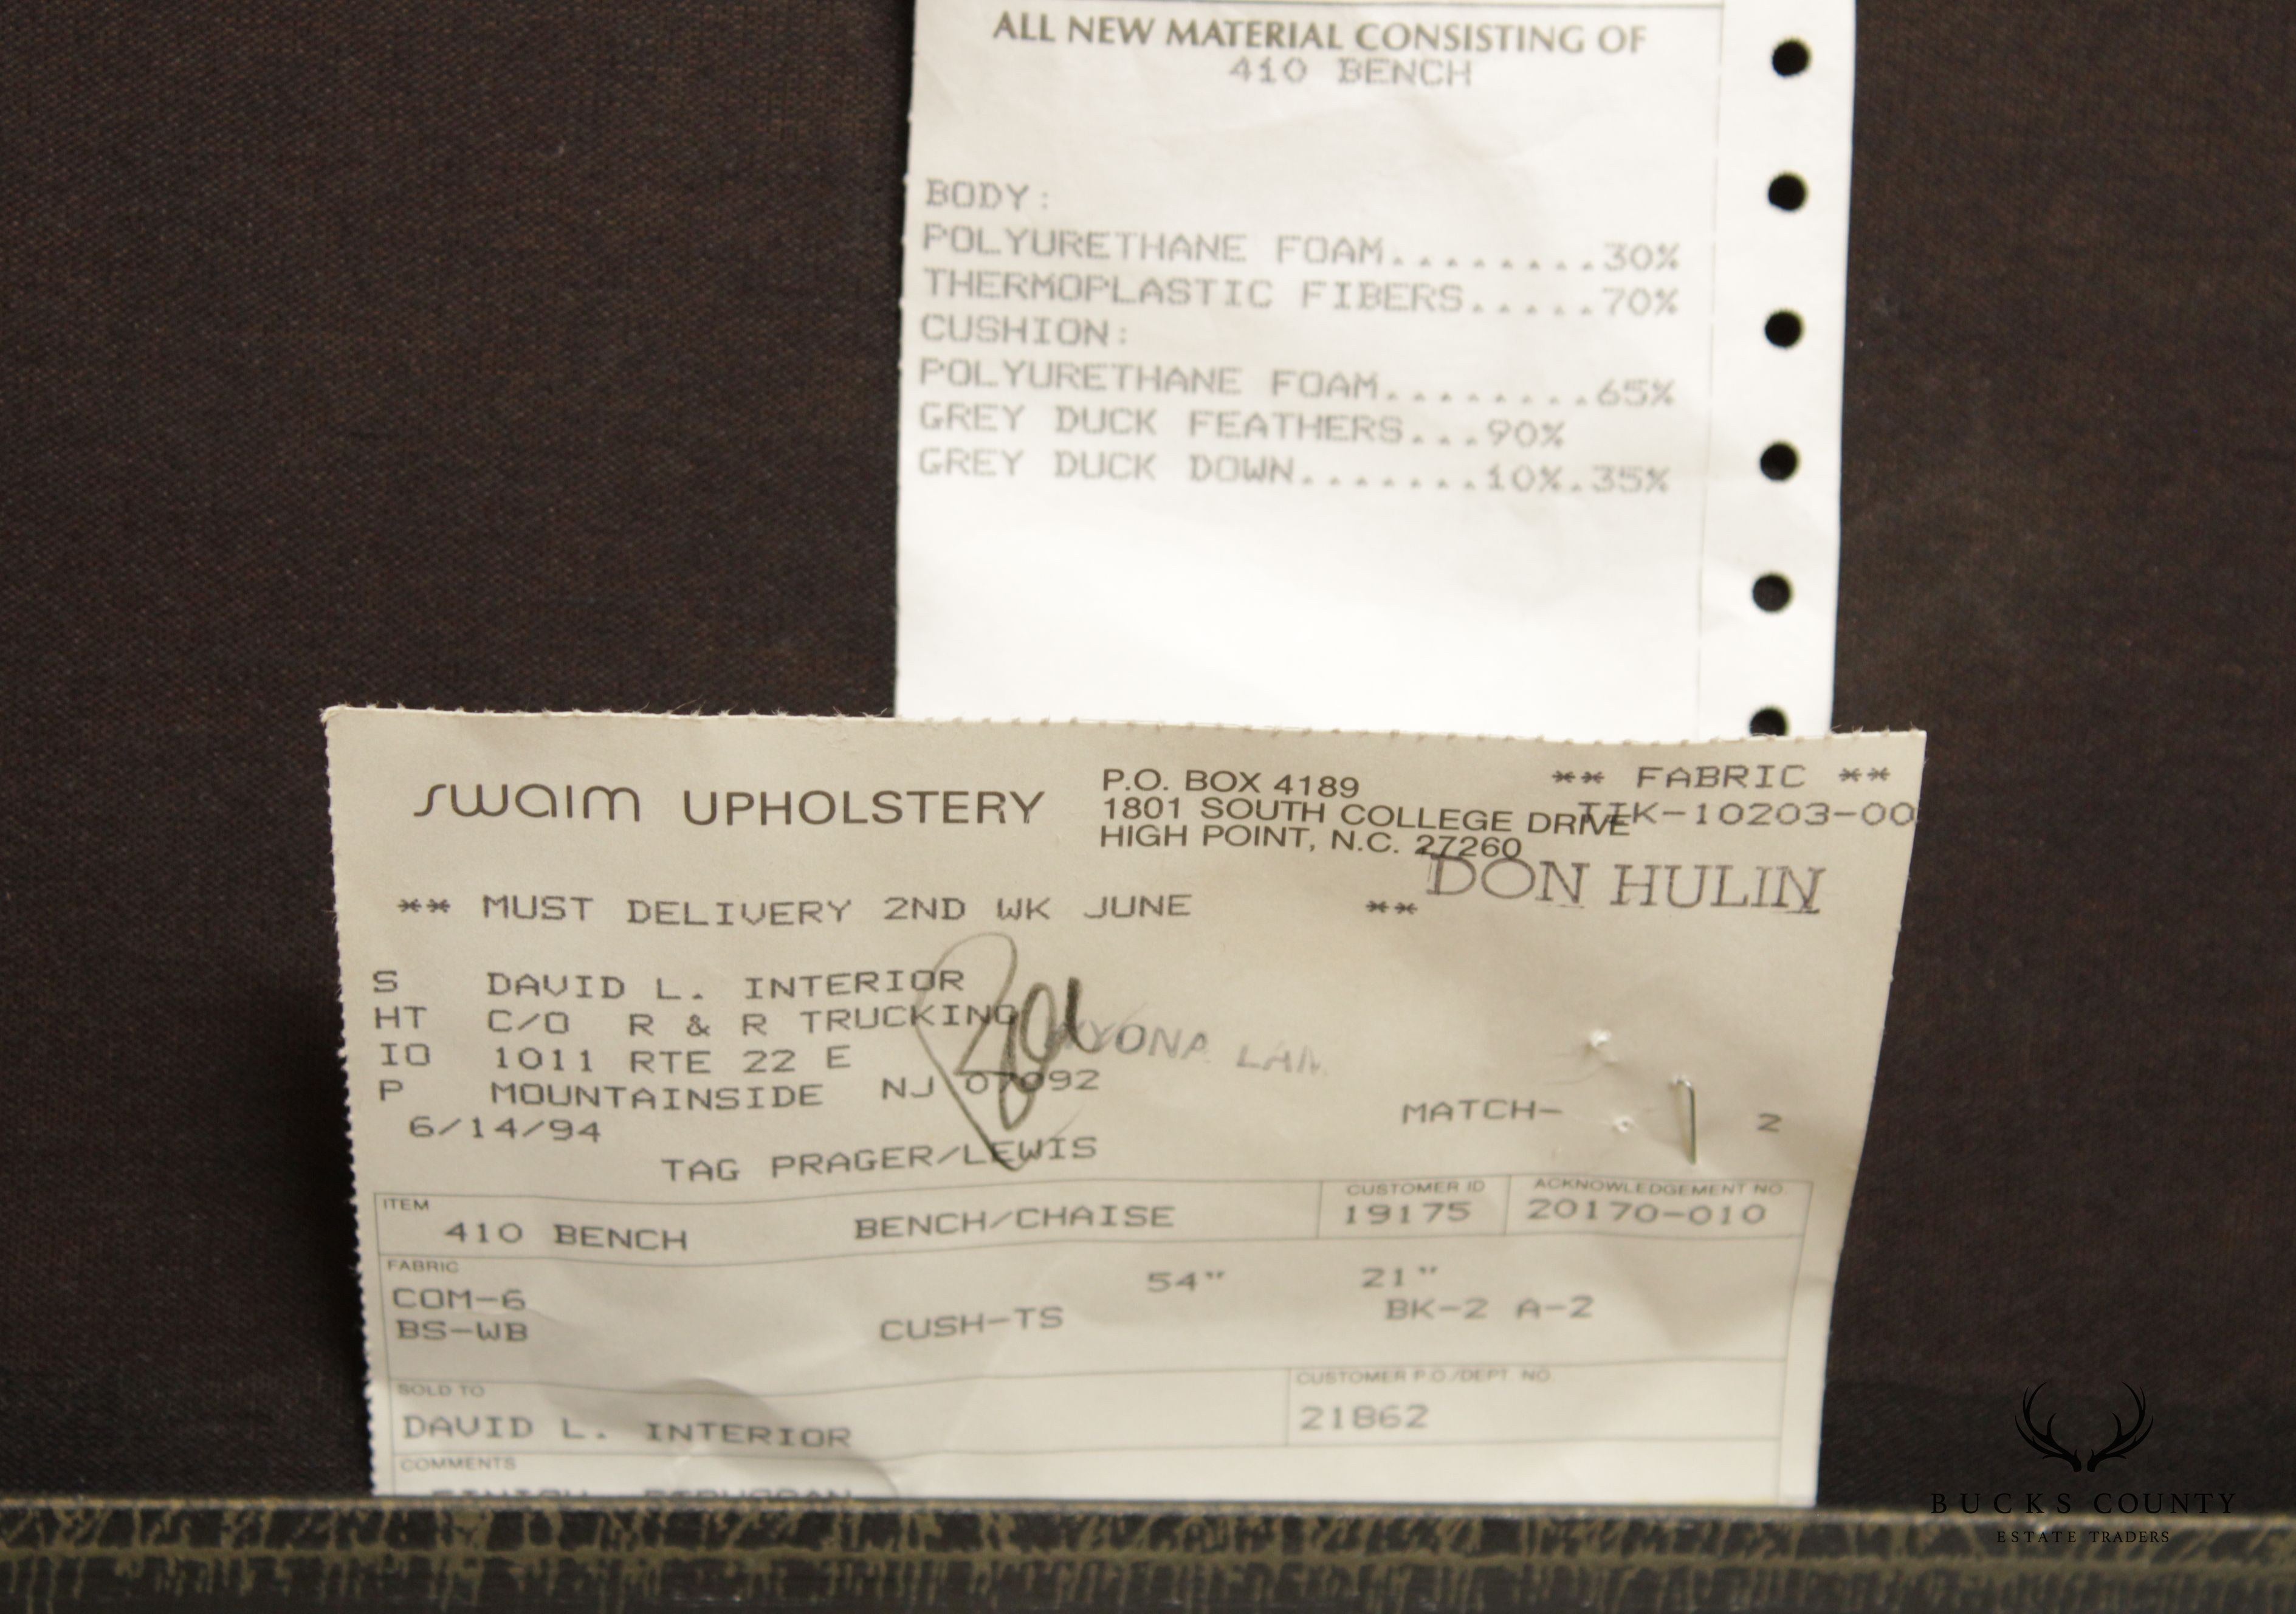 ALL NEW MATERIAL CONSISTING OF
410 BENCH
BODY:
POLYURETHANE FOAM........30%
THERMOPLASTIC FIBERS.....70%
CUSHION:
POLYURETHANE FOAM........65%
GREY DUCK FEATHERS...90%
GREY DUCK DOWN.......10%.35%
swaim UPHOLSTERY
P.O. BOX 4189
1801 SOUTH COLLEGE DRIVE
HIGH POINT, N.C. 27260
** FABRIC **
-10203-00
DON HULIN
** MUST DELIVERY 2ND WK JUNE **
S DAVID L. INTERIOR
HT C/O R & R TRUCKING
IO 1011 RTE 22 E
P MOUNTAINSIDE NJ 07092
6/14/94
MATCH- 2
TAG PRAGER/LEWIS
ITEM
410 BENCH BENCH/CHAISE
CUSTOMER ID
19175
ACKNOWLEDGEMENT NO.
20170-010
FABRIC
54" 21"
COM-6
BK-2 A-2
BS-WB CUSH-TS
SOLD TO
DAVID L. INTERIOR
CUSTOMER P.O./DEPT NO.
21862
COMMENTS
BUCKS COUNTY
ESTATE TRADERS